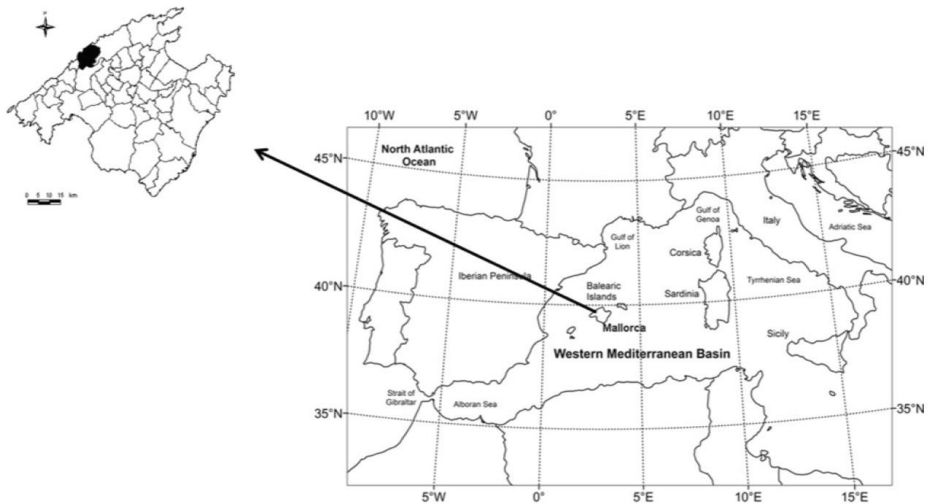 N
0 5 10 15 km
10°W 5°W 0° 5°E 10°E 15°E
45°N
45°N
North Atlantic
Ocean
Gulf of
Genoa
Italy
Adriatic Sea
Gulf of
Lion
Corsica
Iberian Peninsula
Tyrrhenian Sea
40°N
40°N
Balearic
Islands
Sardinia
Mallorca
Sicily
Western Mediterranean Basin
Strait of
Gibraltar
Alboran Sea
35°N
35°N
5°W 0° 5°E 10°E 15°E